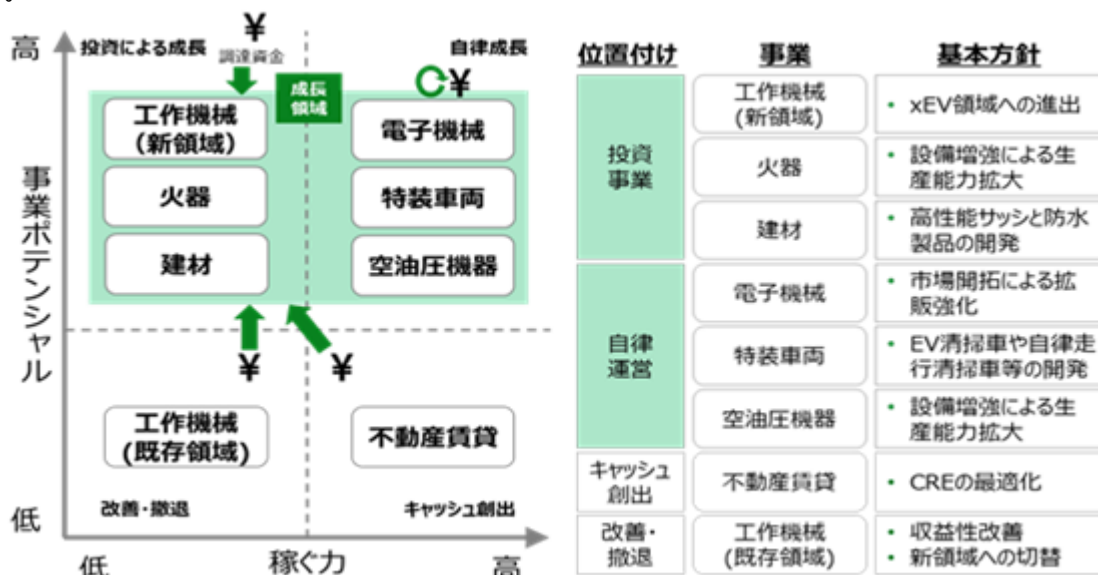 高
投資による成長
¥
調達資金
自律成長
¥
成長
領域
工作機械
(新領域)
火器
建材
電子機械
特装車両
空油圧機器
事業ポテンシャル
¥
¥
工作機械
(既存領域)
不動産賃貸
改善・撤退
キャッシュ創出
低
低
稼ぐ力
高
位置付け
事業
基本方針
投資
事業
工作機械
(新領域)
• xEV領域への進出
火器
• 設備増強による生
産能力拡大
建材
• 高性能サッシと防水
製品の開発
自律
運営
電子機械
• 市場開拓による拡
販強化
特装車両
• EV清掃車や自律走
行清掃車等の開発
空油圧機器
• 設備増強による生
産能力拡大
キャッシュ
創出
不動産賃貸
• CREの最適化
改善・
撤退
工作機械
(既存領域)
• 収益性改善
• 新領域への切替